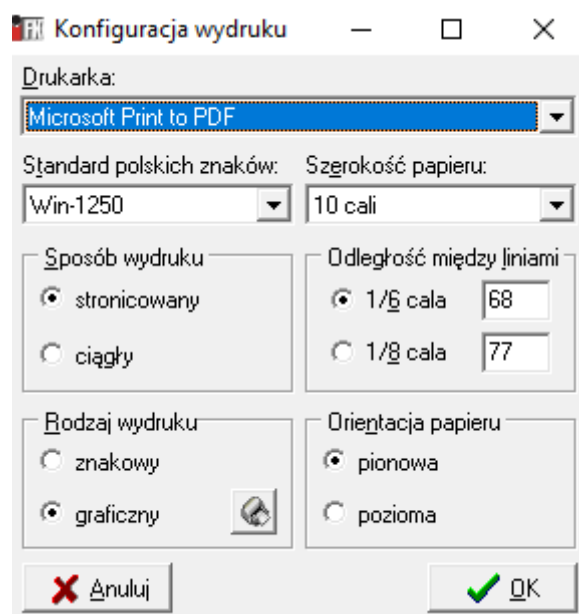 FK Konfiguracja wydruku
Drukarka:
Microsoft Print to PDF
Standard polskich znaków: Szerokość papieru:
Win-1250 10 cali
Sposób wydruku Odległość między liniami
stronicowany 1/6 cala 68
ciągły 1/8 cala 77
Rodzaj wydruku Orientacja papieru
znakowy pionowa
graficzny pozioma
Anuluj OK